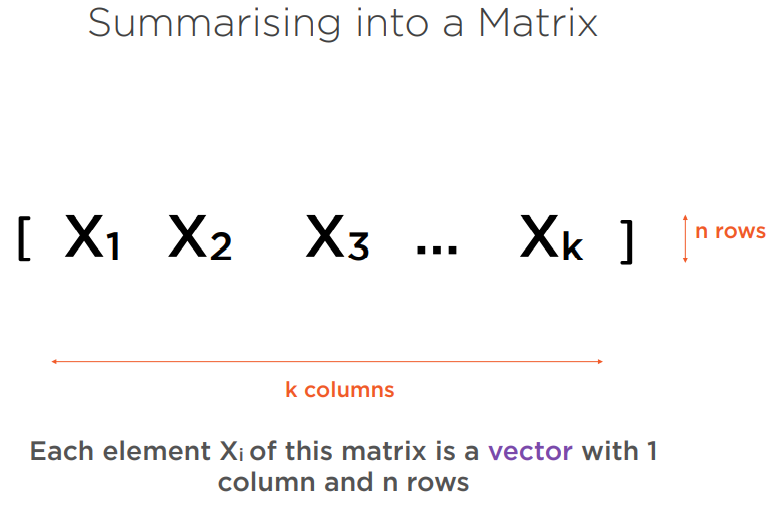 Summarising into a Matrix
[ X1 X2 X3 ... Xk ]
n rows
k columns
Each element Xi of this matrix is a vector with 1
column and n rows